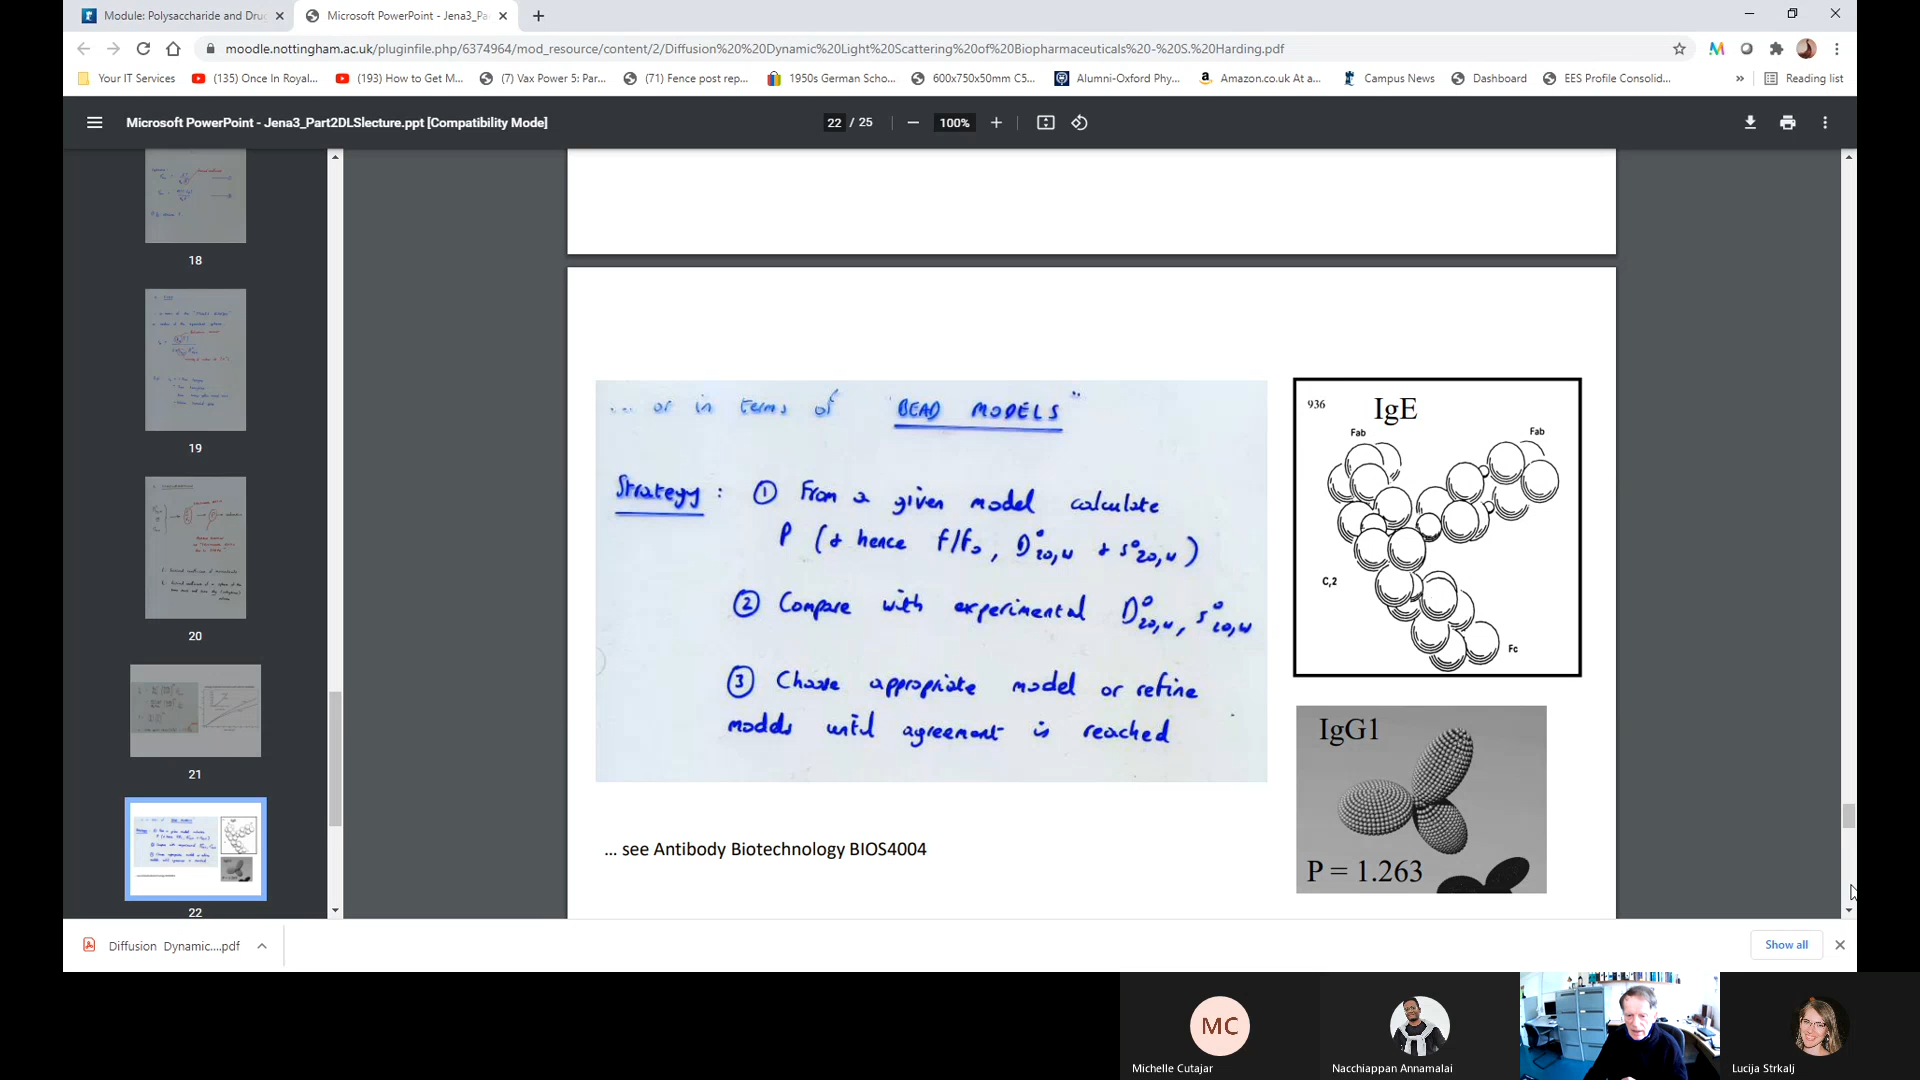 Module: Polysaccharide and Dru
Microsoft PowerPoint - Jena3_Pa
moodle.nottingham.ac.uk/pluginfile.php/6374964/mod_resource/content/2/Diffusion%20%20Dynamic%20Light%20Scattering%20of%20Biopharmaceuticals%20-%20S.%20Harding.pdf
Your IT Services
(135) Once In Royal...
(193) How to Get M...
(7) Vax Power 5: Par...
(71) Fence post rep...
1950s German Scho...
600x750x50mm C5...
Alumni-Oxford Phy...
Amazon.co.uk At a...
Campus News
Dashboard
EES Profile Consolid...
»
Reading list
Microsoft PowerPoint - Jena3_Part2DLSlecture.ppt [Compatibility Mode]
22 / 25
100%
18
19
20
21
22
... or in terms of "BEAD MODELS"
Strategy : ① From a given model calculate
P (& hence f/f₀, D°20,w & s°20,w)
② Compare with experimental D°20,w, s°20,w
③ Choose appropriate model or refine
models until agreement is reached
... see Antibody Biotechnology BIOS4004
936
IgE
Fab
Fab
C,2
Fc
IgG1
P = 1.263
Diffusion Dynamic....pdf
Show all
MC
Michelle Cutajar
Nacchiappan Annamalai
Lucija Strkalj